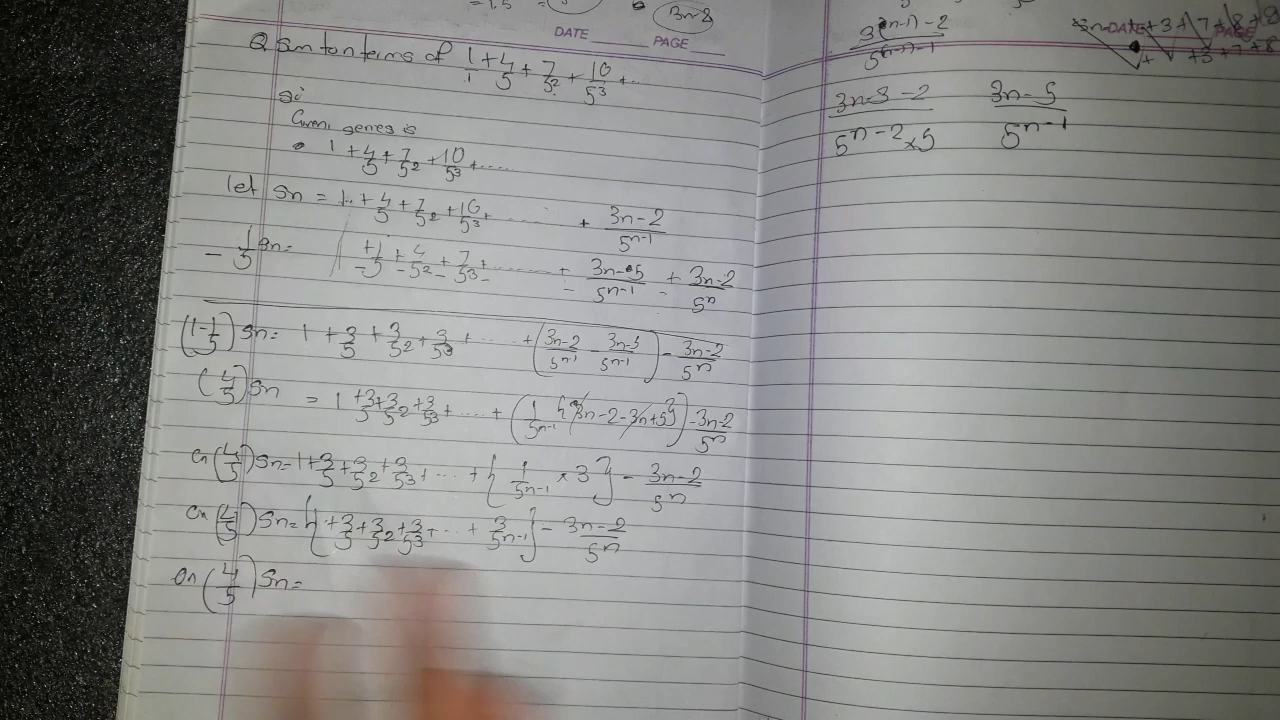 = 1.5 =
3n-2
DATE PAGE
Q Sum to n terms of 1/1 + 4/5 + 7/5² + 10/5³ + ..
Given, series is
1 + 4/5 + 7/5² + 10/5³ + .....
let Sn = 1 + 4/5 + 7/5² + 10/5³ + ....... + 3n-2/5ⁿ⁻¹
- 1/5 Sn = +1/5 + 4/5² + 7/5³ + ....... + 3n-5/5ⁿ⁻¹ + 3n-2/5ⁿ
(1-1/5) Sn = 1 + 3/5 + 3/5² + 3/5³ + .... + (3n-2/5ⁿ⁻¹ - 3n-5/5ⁿ⁻¹) - 3n-2/5ⁿ
(4/5) Sn = 1 + 3/5 + 3/5² + 3/5³ + .... + (1/5ⁿ⁻¹ {3n-2-3n+5}) - 3n-2/5ⁿ
(4/5) Sn = 1 + 3/5 + 3/5² + 3/5³ + ... + {1/5ⁿ⁻¹ × 3} - 3n-2/5ⁿ
(4/5) Sn = {1 + 3/5 + 3/5² + 3/5³ + ... + 3/5ⁿ⁻¹} - 3n-2/5ⁿ
on (4/5) Sn =
DATE PAGE
3(n-1)-2/5⁽ⁿ⁻¹⁾⁻¹
3n-3-2/5ⁿ⁻²×5 3n-5/5ⁿ⁻¹